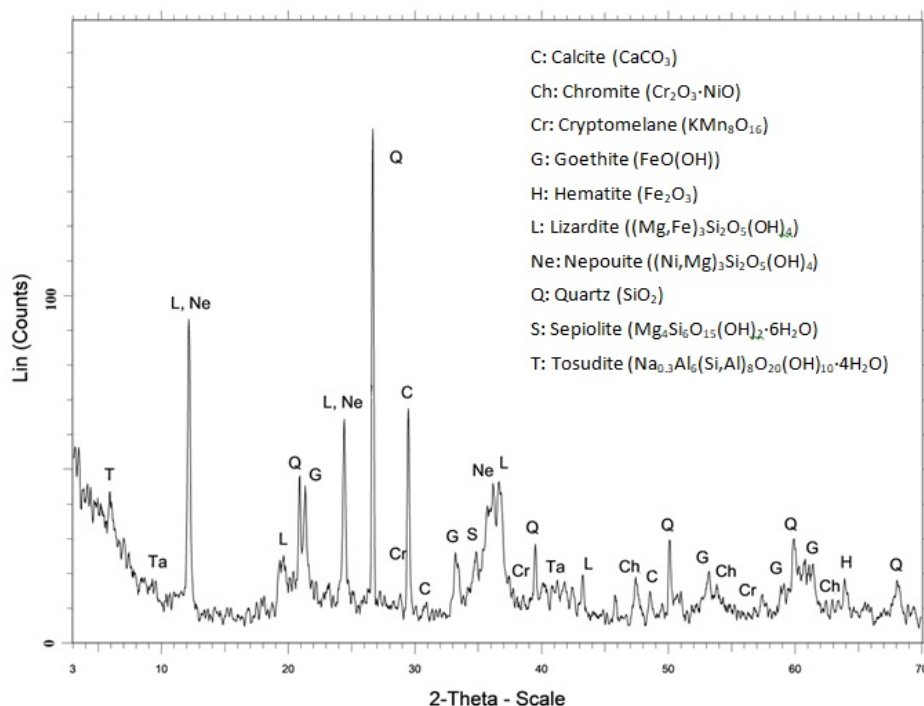 C: Calcite (CaCO₃)
Ch: Chromite (Cr₂O₃·NiO)
Cr: Cryptomelane (KMn₈O₁₆)
G: Goethite (FeO(OH))
H: Hematite (Fe₂O₃)
L: Lizardite ((Mg,Fe)₃Si₂O₅(OH)₄)
Ne: Nepouite ((Ni,Mg)₃Si₂O₅(OH)₄)
Q: Quartz (SiO₂)
S: Sepiolite (Mg₄Si₆O₁₅(OH)₂·6H₂O)
T: Tosudite (Na₀.₃Al₆(Si,Al)₈O₂₀(OH)₁₀·4H₂O)
Lin (Counts)
100
0
T
Ta
L, Ne
L
Q
G
L, Ne
Q
Cr
C
C
G
S
Ne
L
Cr
Q
Ta
L
Ch
C
Q
G
Ch
Cr
G
Q
G
Ch
H
Q
3
10
20
30
40
50
60
70
2-Theta - Scale